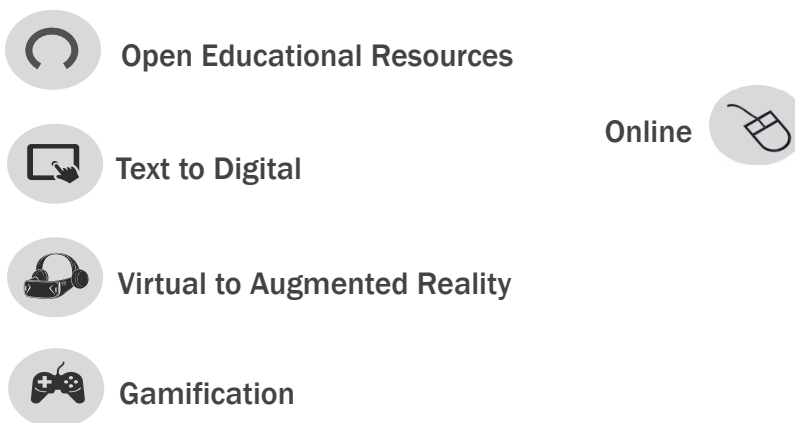 Open Educational Resources
Online
Text to Digital
Virtual to Augmented Reality
Gamification